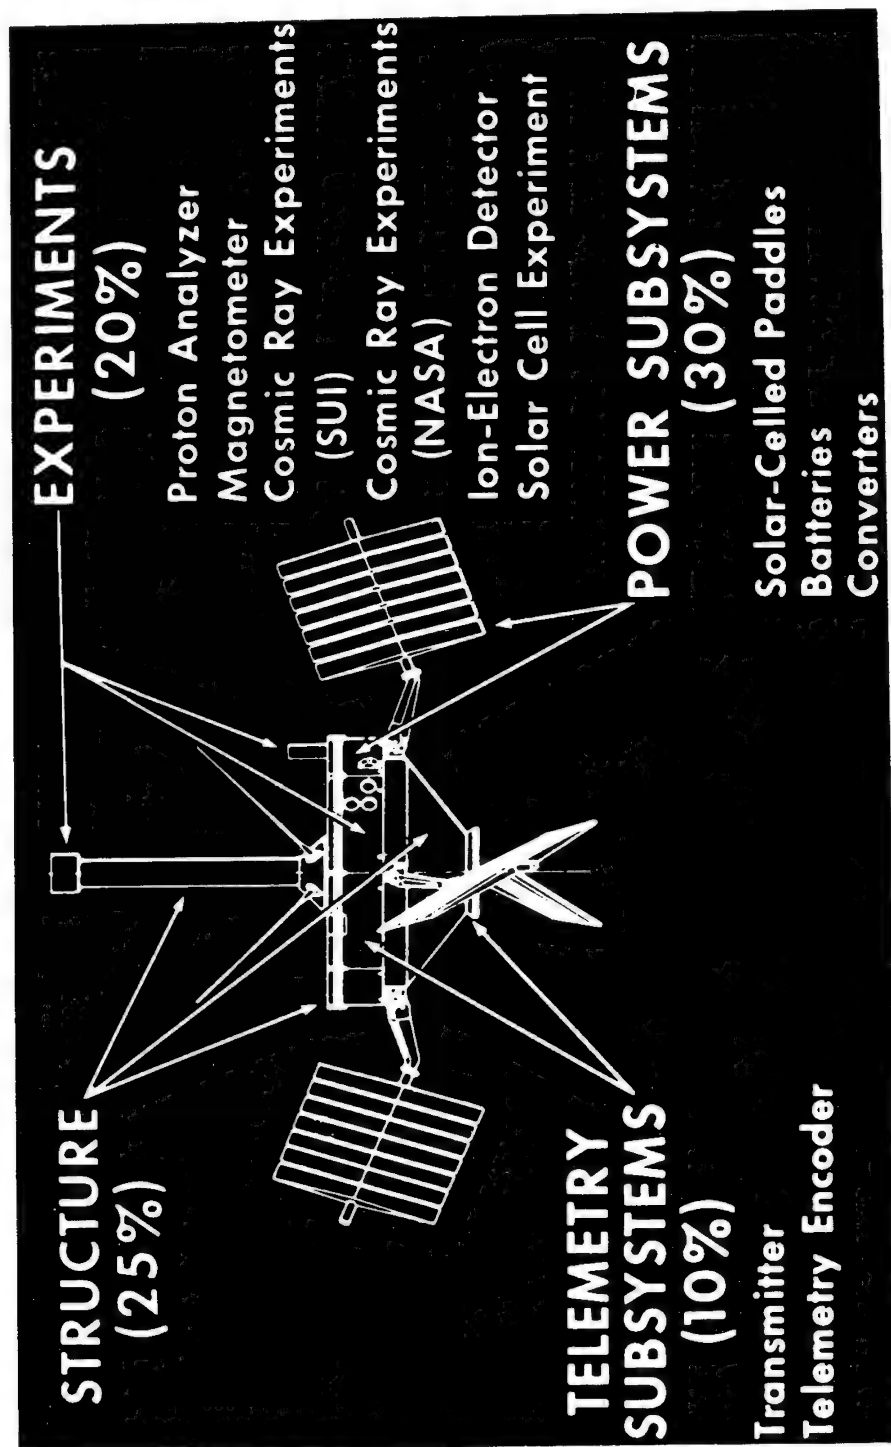 STRUCTURE
(25%)
EXPERIMENTS
(20%)
Proton Analyzer
Magnetometer
Cosmic Ray Experiments
(SUI)
Cosmic Ray Experiments
(NASA)
Ion-Electron Detector
Solar Cell Experiment
TELEMETRY
SUBSYSTEMS
(10%)
Transmitter
Telemetry Encoder
POWER SUBSYSTEMS
(30%)
Solar-Celled Paddles
Batteries
Converters